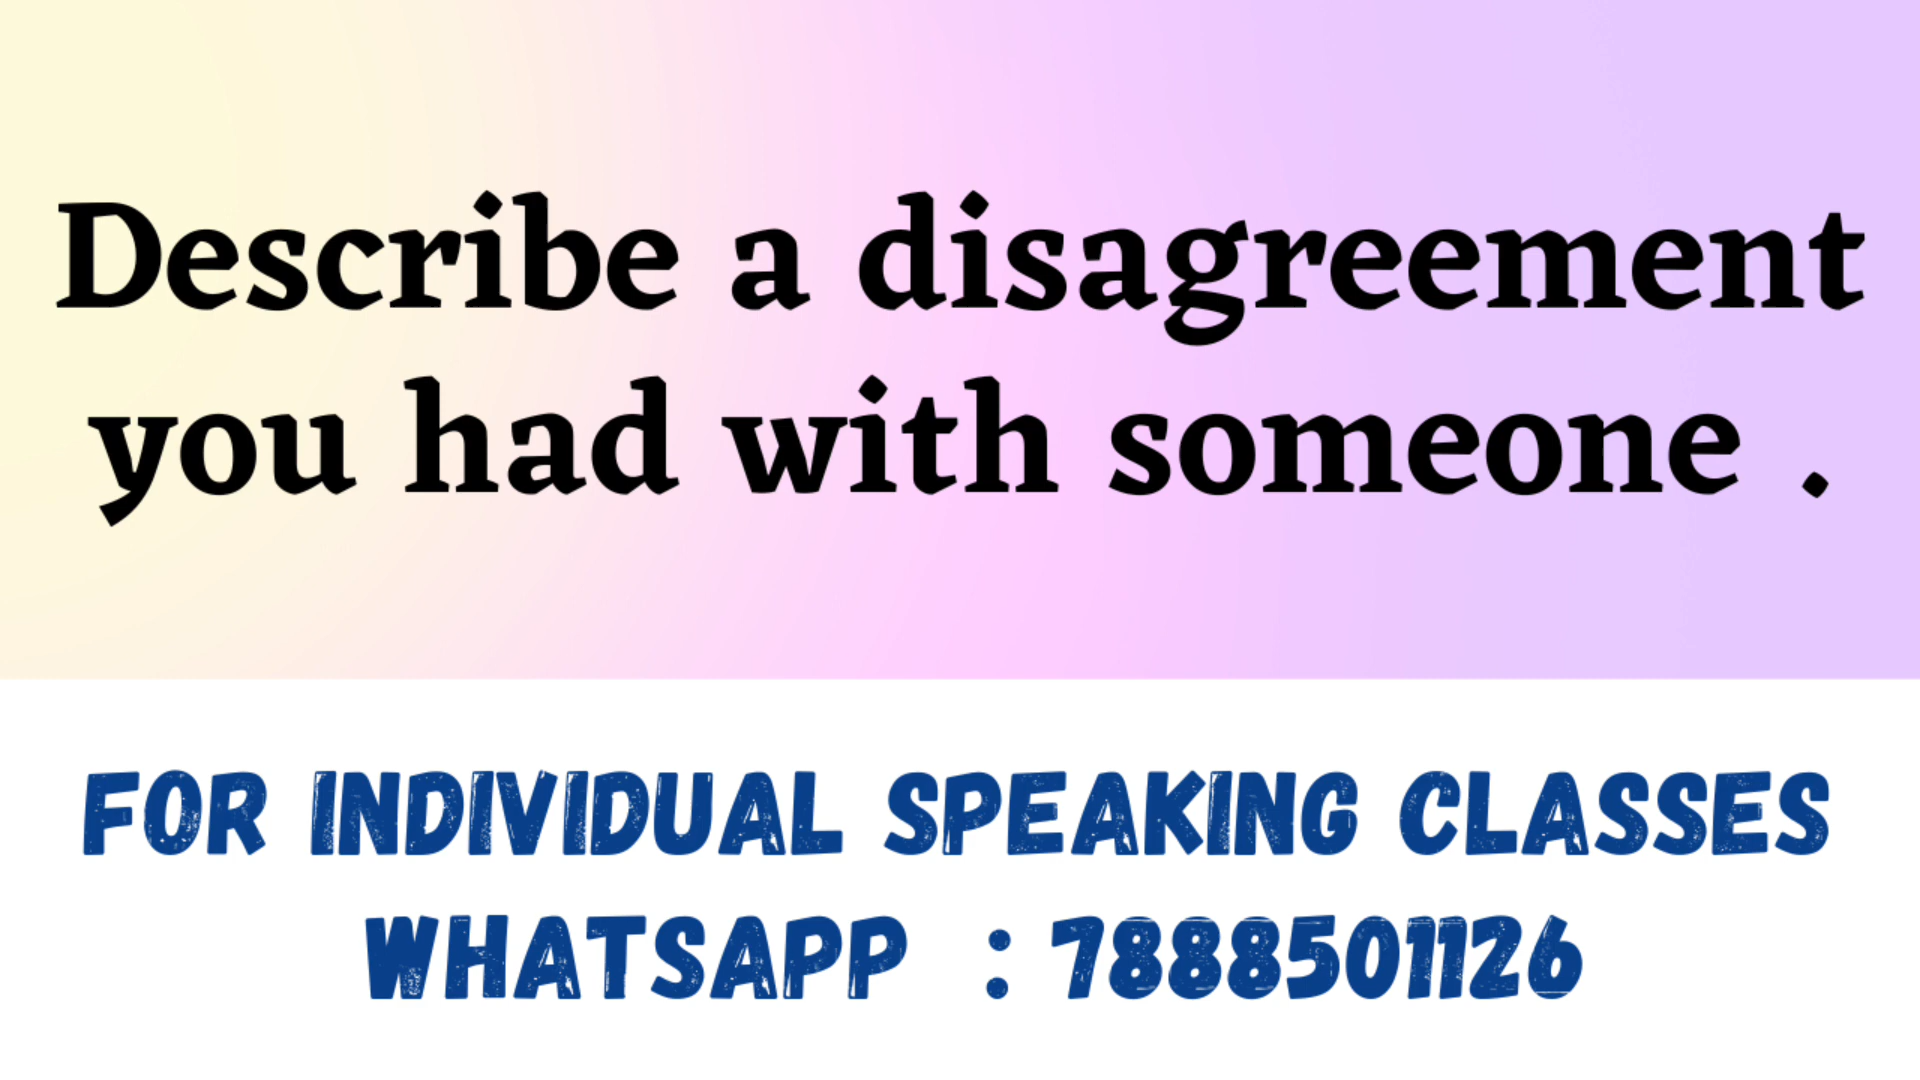 Describe a disagreement
you had with someone .
FOR INDIVIDUAL SPEAKING CLASSES
WHATSAPP : 7888501126